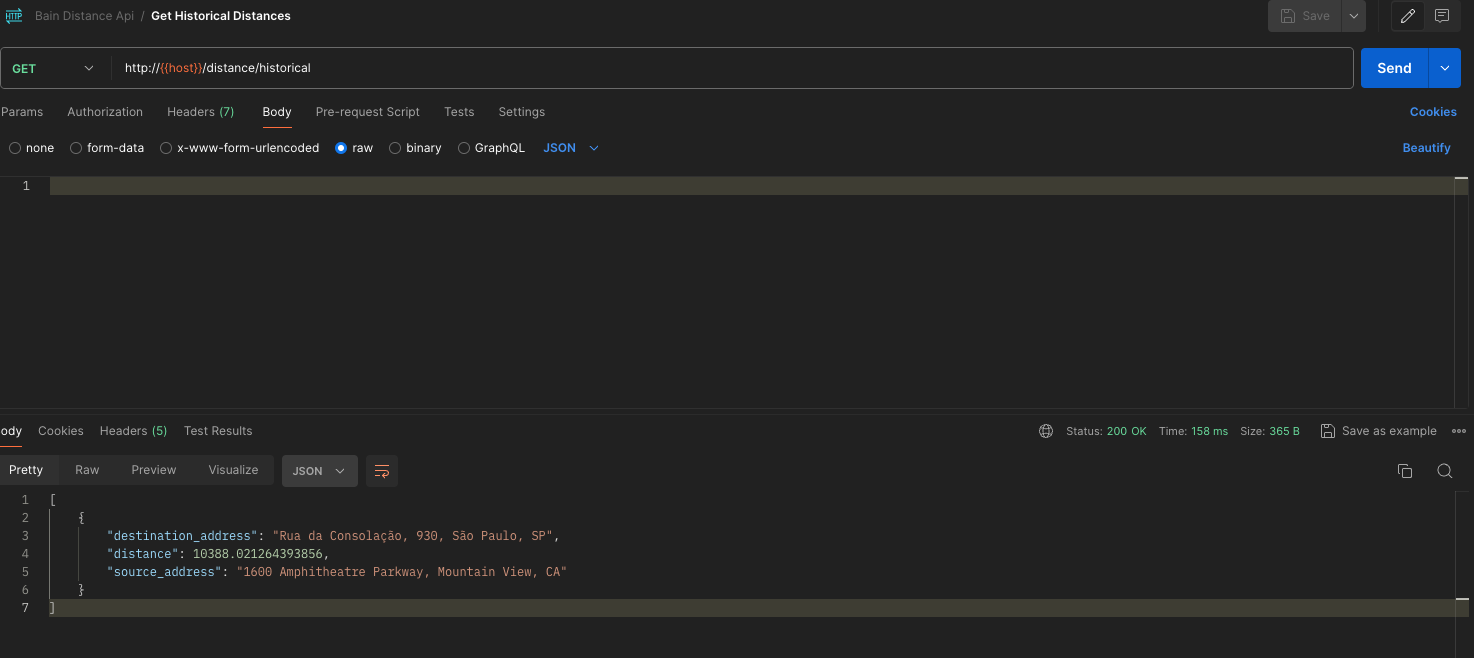 HTTP Bain Distance Api / Get Historical Distances Save
GET http://{{host}}/distance/historical Send
Params Authorization Headers (7) Body Pre-request Script Tests Settings Cookies
none form-data x-www-form-urlencoded raw binary GraphQL JSON Beautify
1
ody Cookies Headers (5) Test Results Status: 200 OK Time: 158 ms Size: 365 B Save as example
Pretty Raw Preview Visualize JSON
1 [
2 {
3 "destination_address": "Rua da Consolação, 930, São Paulo, SP",
4 "distance": 10388.021264393856,
5 "source_address": "1600 Amphitheatre Parkway, Mountain View, CA"
6 }
7 ]